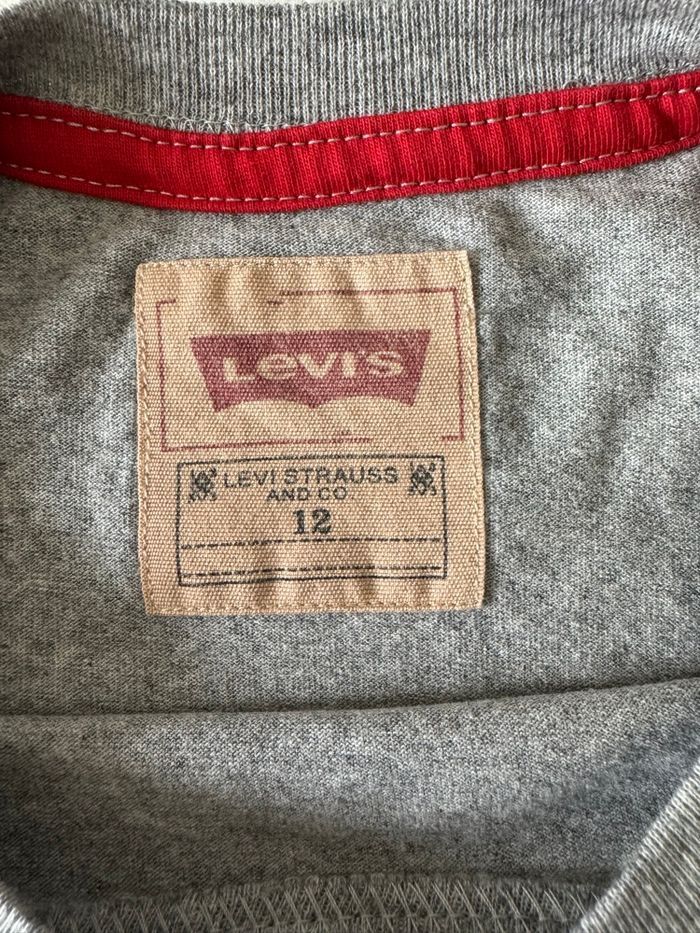 Levi's
LEVI STRAUSS
AND CO
12